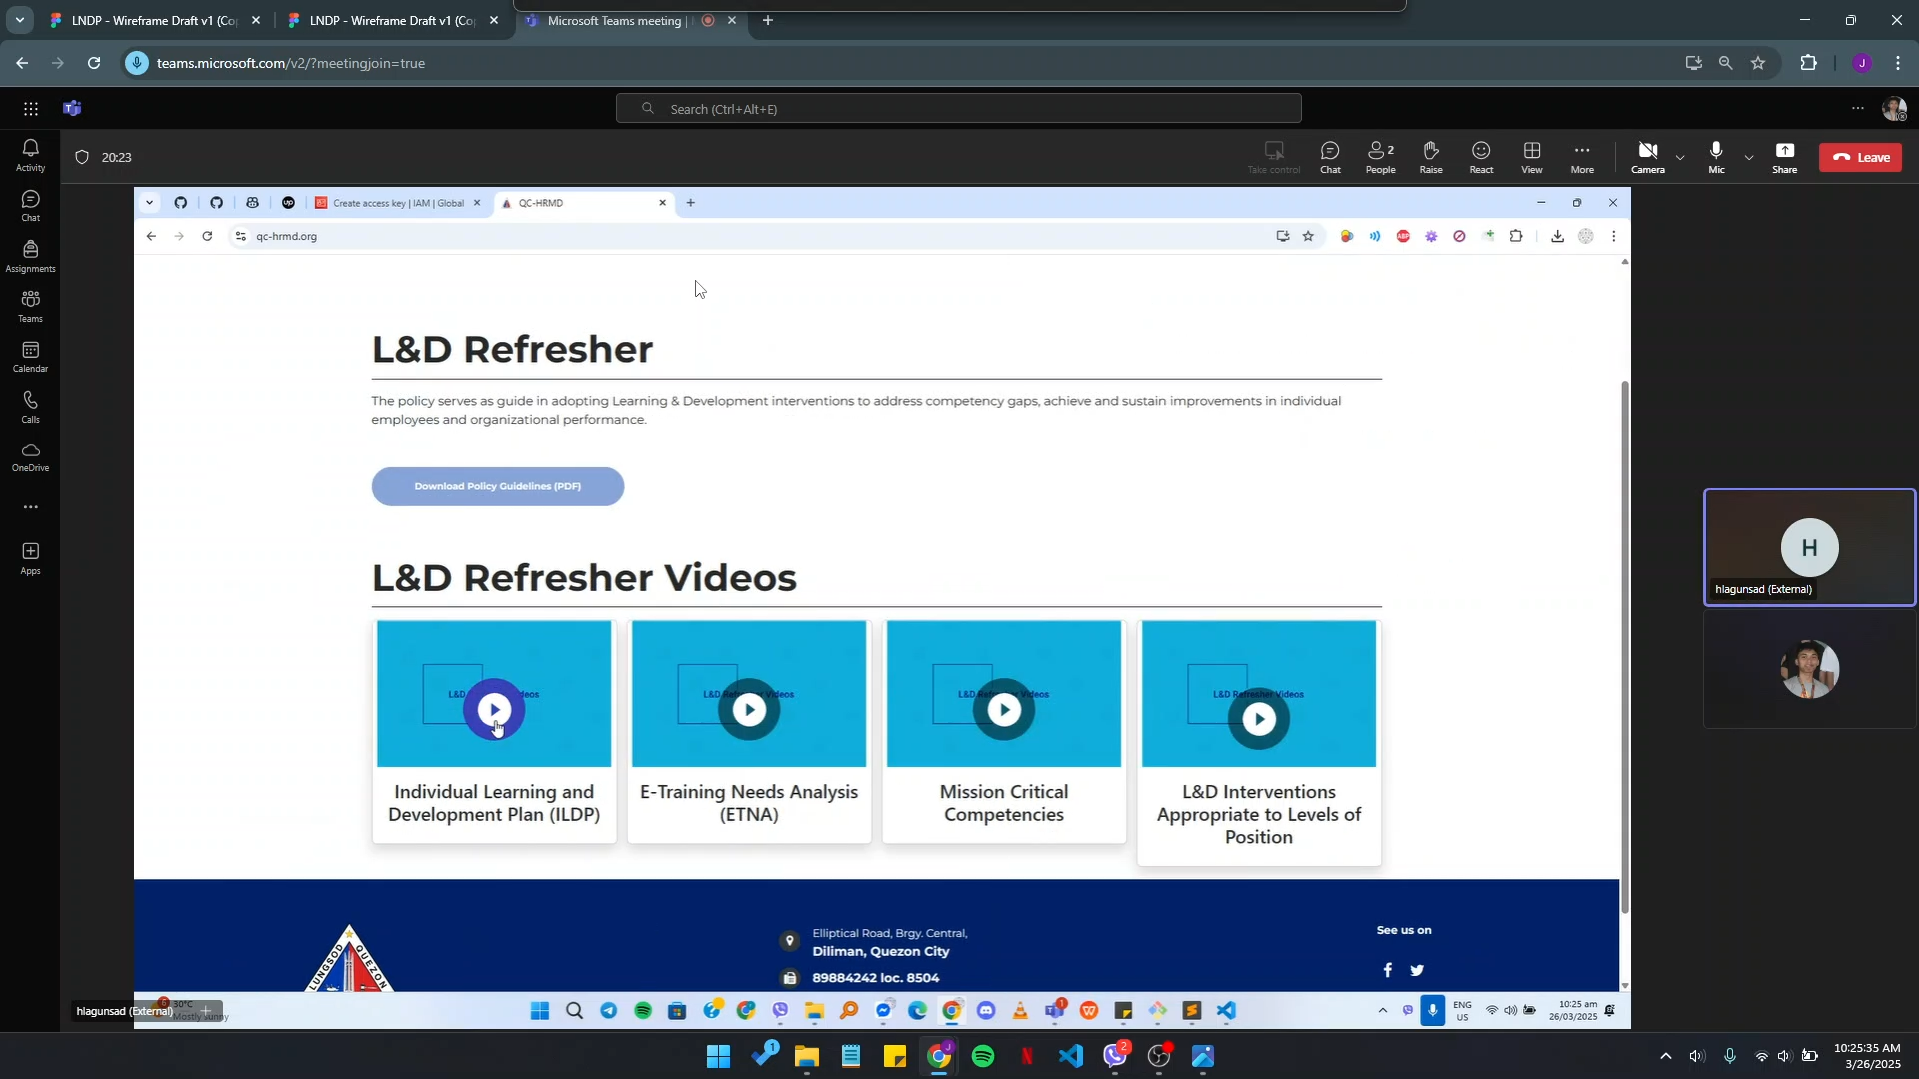 LNDP - Wireframe Draft v1 (Co
LNDP - Wireframe Draft v1 (Co
Microsoft Teams meeting |
teams.microsoft.com/v2/?meetingjoin=true
J
Search (Ctrl+Alt+E)
20:23
Take control
Chat
People
2
Raise
React
View
More
Camera
Mic
Share
Leave
Activity
Chat
Assignments
Teams
Calendar
Calls
OneDrive
Apps
Create access key | IAM | Global
QC-HRMD
qc-hrmd.org
ABP
L&D Refresher
The policy serves as guide in adopting Learning & Development interventions to address competency gaps, achieve and sustain improvements in individual
employees and organizational performance.
Download Policy Guidelines (PDF)
L&D Refresher Videos
L&D deos
L&D Refresher Videos
L&D Refresher Videos
L&D Refresher Videos
Individual Learning and
Development Plan (ILDP)
E-Training Needs Analysis
(ETNA)
Mission Critical
Competencies
L&D Interventions
Appropriate to Levels of
Position
LUNGSOD QUEZON
Elliptical Road, Brgy. Central,
Diliman, Quezon City
89884242 loc. 8504
See us on
H
hlagunsad (External)
hlagunsad (External)
30°C
Mostly sunny
ENG
US
10:25 am
26/03/2025
10:25:35 AM
3/26/2025